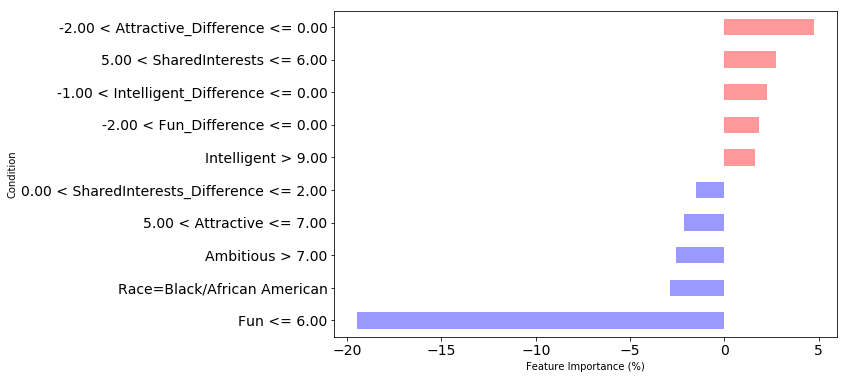 -2.00 < Attractive_Difference <= 0.00
5.00 < SharedInterests <= 6.00
-1.00 < Intelligent_Difference <= 0.00
-2.00 < Fun_Difference <= 0.00
Intelligent > 9.00
0.00 < SharedInterests_Difference <= 2.00
5.00 < Attractive <= 7.00
Ambitious > 7.00
Race=Black/African American
Fun <= 6.00
Condition
−20 −15 −10 −5 0 5
Feature Importance (%)